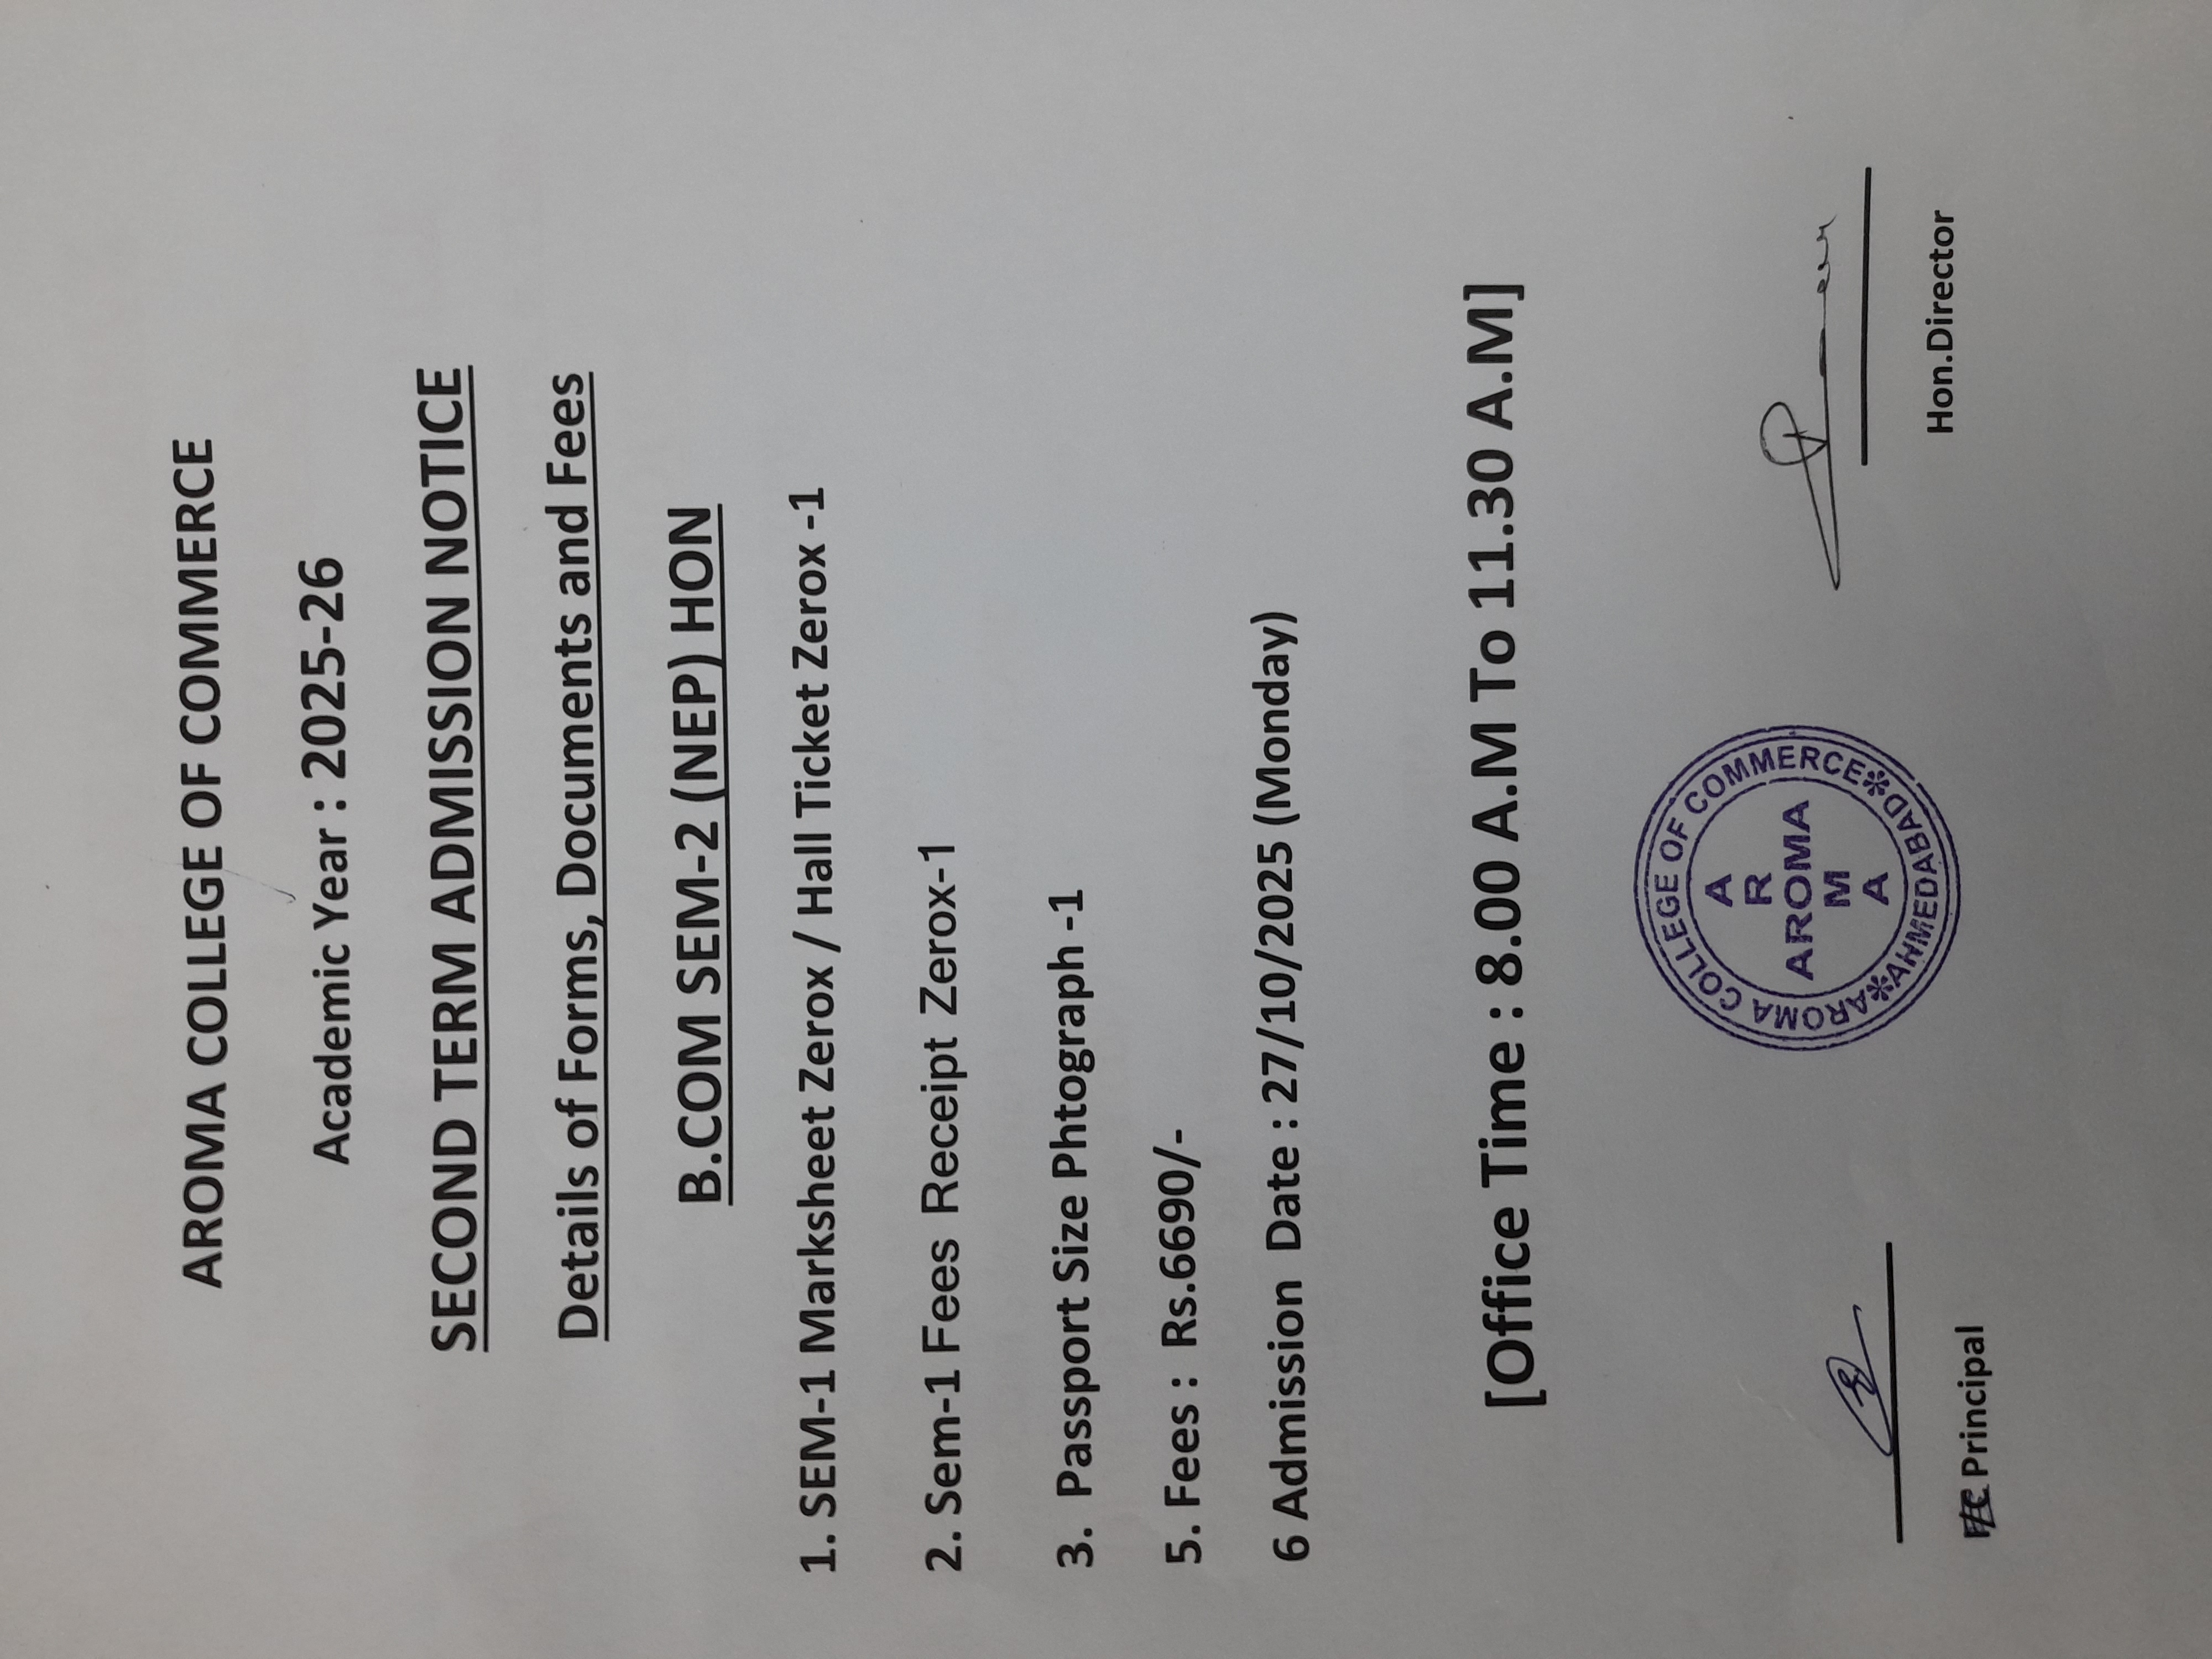 AROMA COLLEGE OF COMMERCE
Academic Year : 2025-26
SECOND TERM ADMISSION NOTICE
Details of Forms, Documents and Fees
B.COM SEM-2 (NEP) HON
1. SEM-1 Marksheet Zerox / Hall Ticket Zerox -1
2. Sem-1 Fees Receipt Zerox-1
3. Passport Size Phtograph -1
5. Fees : Rs.6690/-
6 Admission Date : 27/10/2025 (Monday)
[Office Time : 8.00 A.M To 11.30 A.M]
AROMA COLLEGE OF COMMERCE
AHMEDABAD
A
R
AROMA
M
A
Principal
Hon.Director